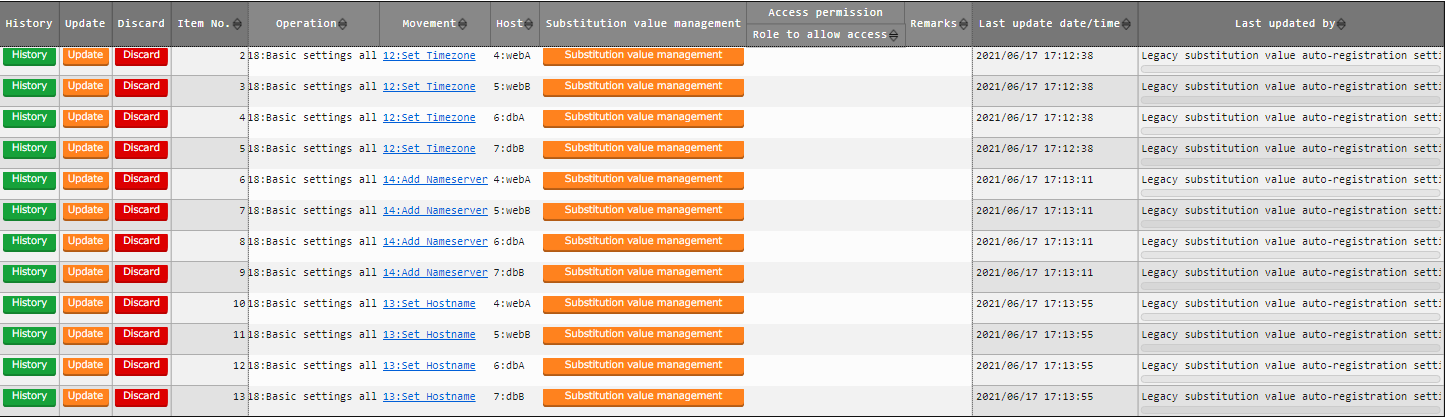 History Update Discard Item No. Operation Movement Host Substitution value management Access permission Remarks Last update date/time Last updated by
Role to allow access
History Update Discard 2 18:Basic settings all 12:Set Timezone 4:webA Substitution value management 2021/06/17 17:12:38 Legacy substitution value auto-registration setti
History Update Discard 3 18:Basic settings all 12:Set Timezone 5:webB Substitution value management 2021/06/17 17:12:38 Legacy substitution value auto-registration setti
History Update Discard 4 18:Basic settings all 12:Set Timezone 6:dbA Substitution value management 2021/06/17 17:12:38 Legacy substitution value auto-registration setti
History Update Discard 5 18:Basic settings all 12:Set Timezone 7:dbB Substitution value management 2021/06/17 17:12:38 Legacy substitution value auto-registration setti
History Update Discard 6 18:Basic settings all 14:Add Nameserver 4:webA Substitution value management 2021/06/17 17:13:11 Legacy substitution value auto-registration setti
History Update Discard 7 18:Basic settings all 14:Add Nameserver 5:webB Substitution value management 2021/06/17 17:13:11 Legacy substitution value auto-registration setti
History Update Discard 8 18:Basic settings all 14:Add Nameserver 6:dbA Substitution value management 2021/06/17 17:13:11 Legacy substitution value auto-registration setti
History Update Discard 9 18:Basic settings all 14:Add Nameserver 7:dbB Substitution value management 2021/06/17 17:13:11 Legacy substitution value auto-registration setti
History Update Discard 10 18:Basic settings all 13:Set Hostname 4:webA Substitution value management 2021/06/17 17:13:55 Legacy substitution value auto-registration setti
History Update Discard 11 18:Basic settings all 13:Set Hostname 5:webB Substitution value management 2021/06/17 17:13:55 Legacy substitution value auto-registration setti
History Update Discard 12 18:Basic settings all 13:Set Hostname 6:dbA Substitution value management 2021/06/17 17:13:55 Legacy substitution value auto-registration setti
History Update Discard 13 18:Basic settings all 13:Set Hostname 7:dbB Substitution value management 2021/06/17 17:13:55 Legacy substitution value auto-registration setti